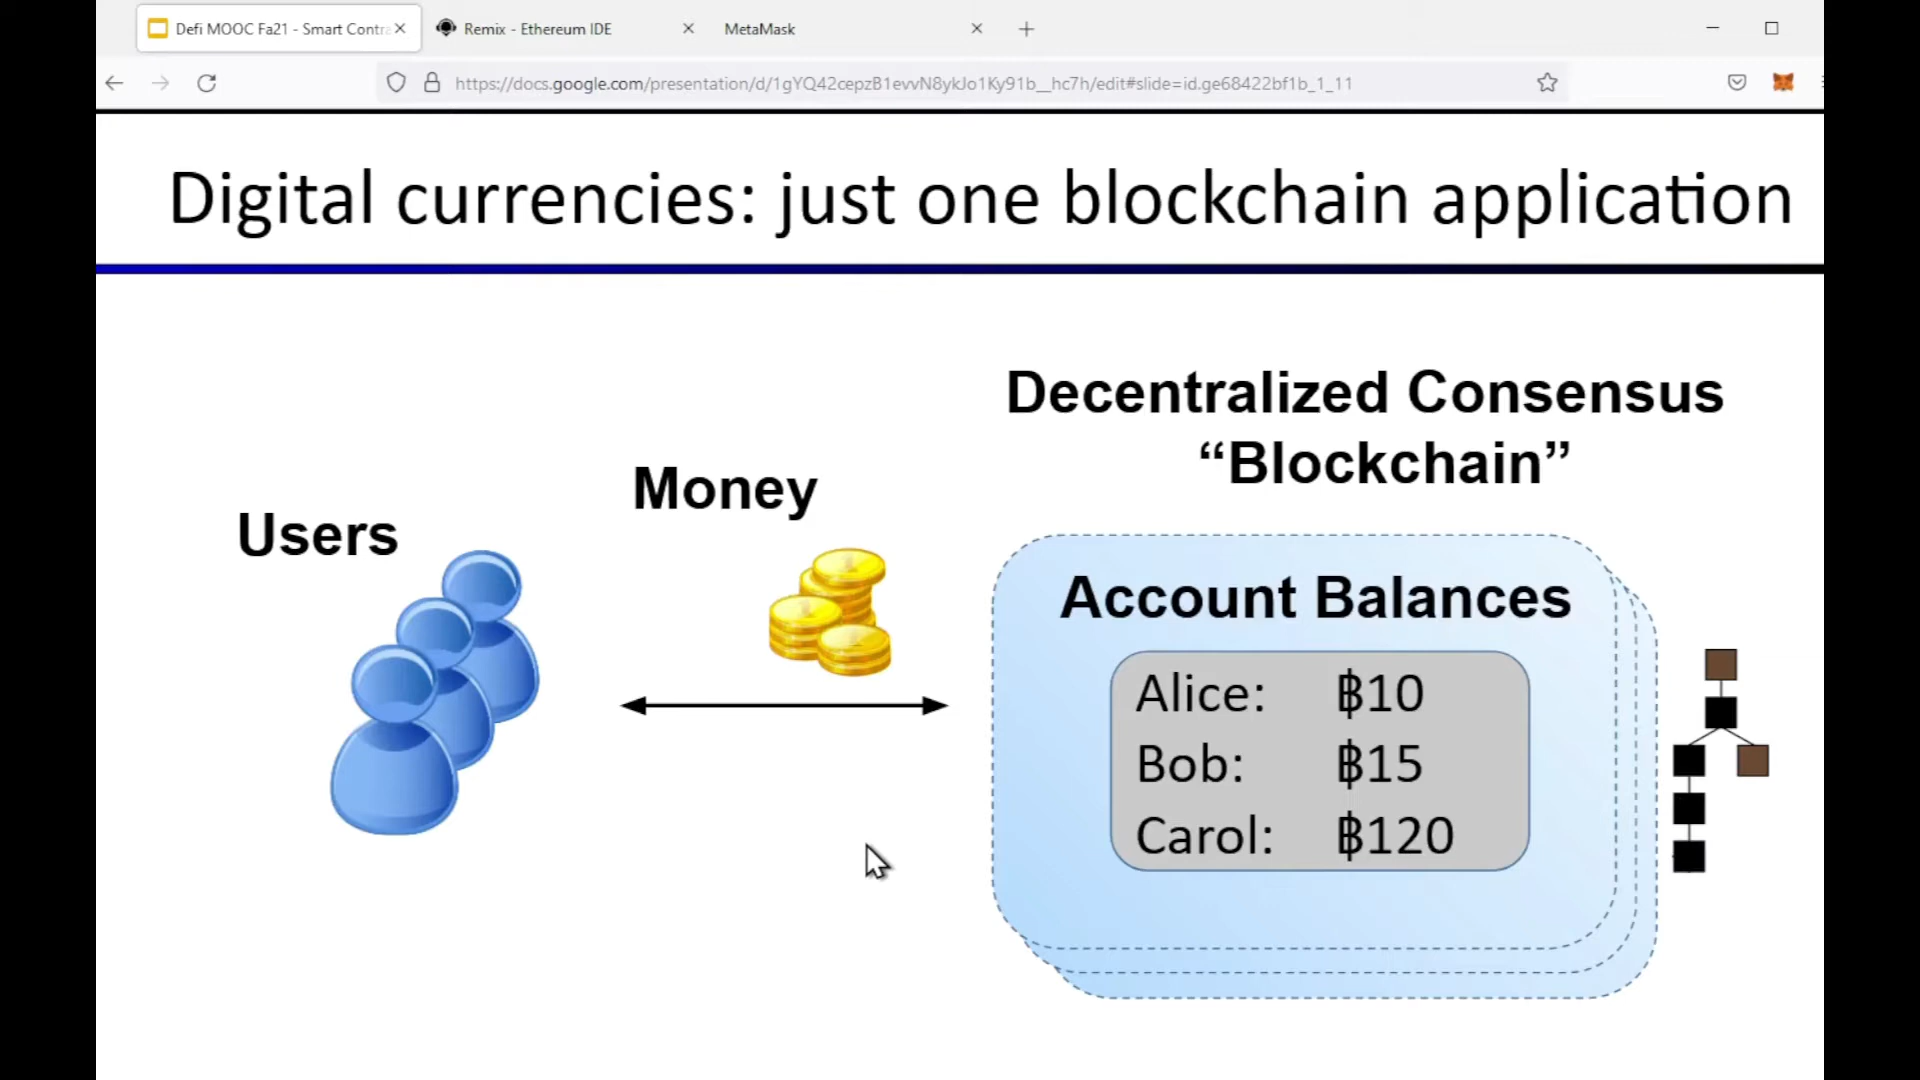 Defi MOOC Fa21 - Smart Contra
Remix - Ethereum IDE
MetaMask
https://docs.google.com/presentation/d/1gYQ42cepzB1evvN8ykJo1Ky91b__hc7h/edit#slide=id.ge68422bf1b_1_11
Digital currencies: just one blockchain application
Decentralized Consensus
“Blockchain”
Money
Users
Account Balances
Alice: ฿10
Bob: ฿15
Carol: ฿120